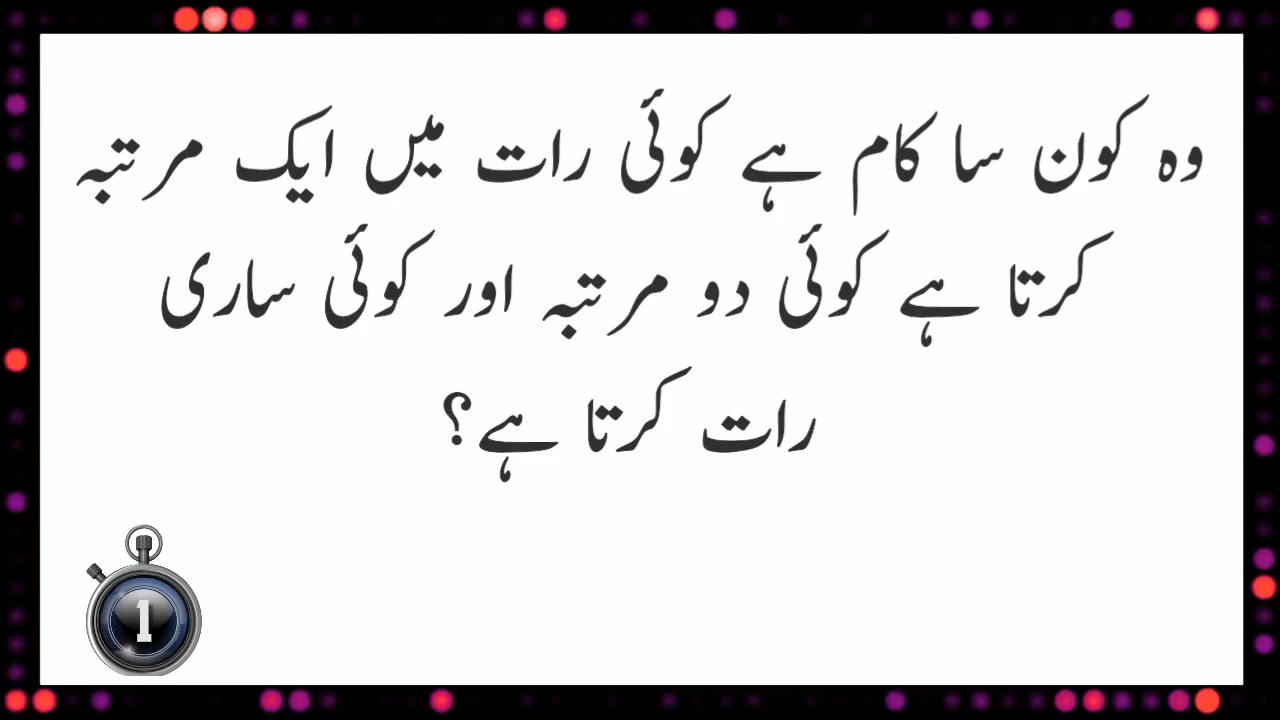 وہ کون سا کام ہے کوئی رات میں ایک مرتبہ
کرتا ہے کوئی دو مرتبہ اور کوئی ساری
رات کرتا ہے؟
1